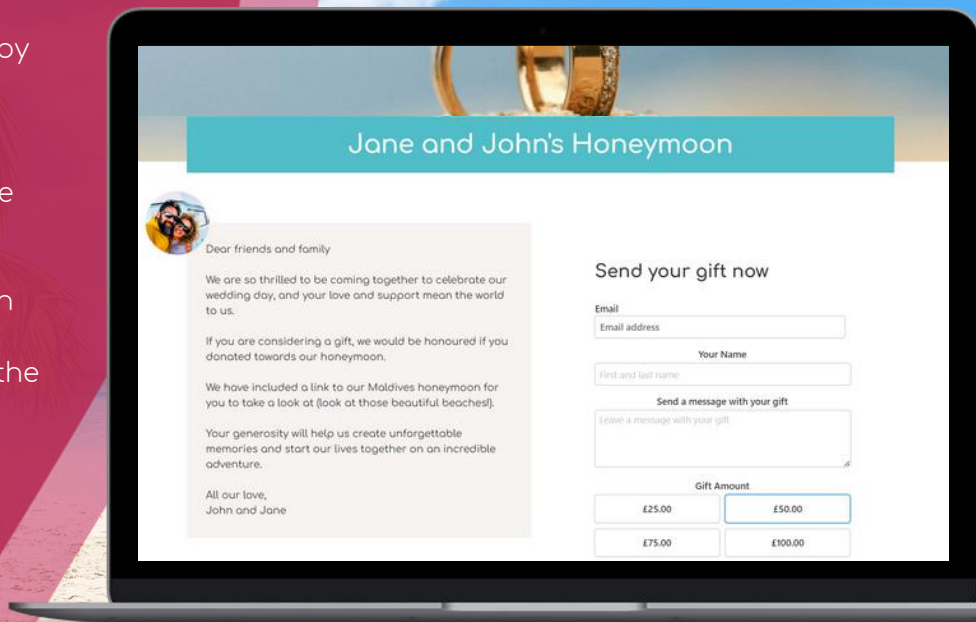 by
e
n
the
Jane and John's Honeymoon
Dear friends and family
We are so thrilled to be coming together to celebrate our
wedding day, and your love and support mean the world
to us.
If you are considering a gift, we would be honoured if you
donated towards our honeymoon.
We have included a link to our Maldives honeymoon for
you to take a look at (look at those beautiful beaches!).
Your generosity will help us create unforgettable
memories and start our lives together on an incredible
adventure.
All our love,
John and Jane
Send your gift now
Email
Email address
Your Name
First and last name
Send a message with your gift
Leave a message with your gift
Gift Amount
£25.00 £50.00
£75.00 £100.00